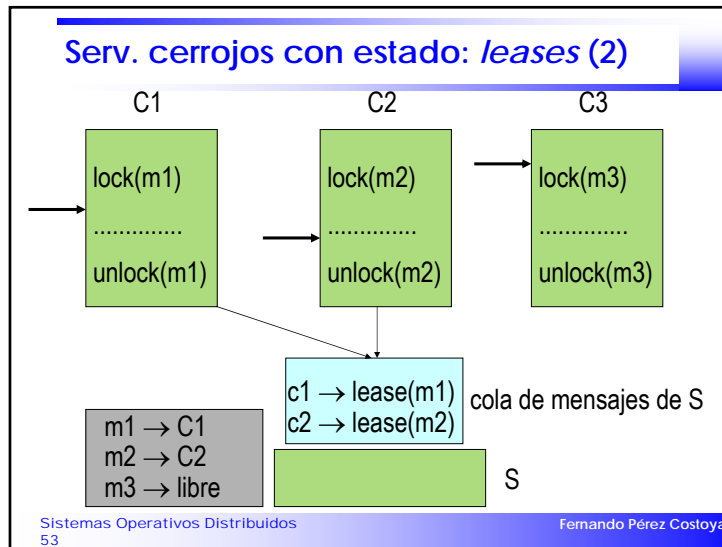 Serv. cerrojos con estado: leases (2)
C1
C2
C3
lock(m1)
..............
unlock(m1)
lock(m2)
..............
unlock(m2)
lock(m3)
..............
unlock(m3)
c1 → lease(m1)
c2 → lease(m2)
cola de mensajes de S
m1 → C1
m2 → C2
m3 → libre
S
Sistemas Operativos Distribuidos
53
Fernando Pérez Costoya